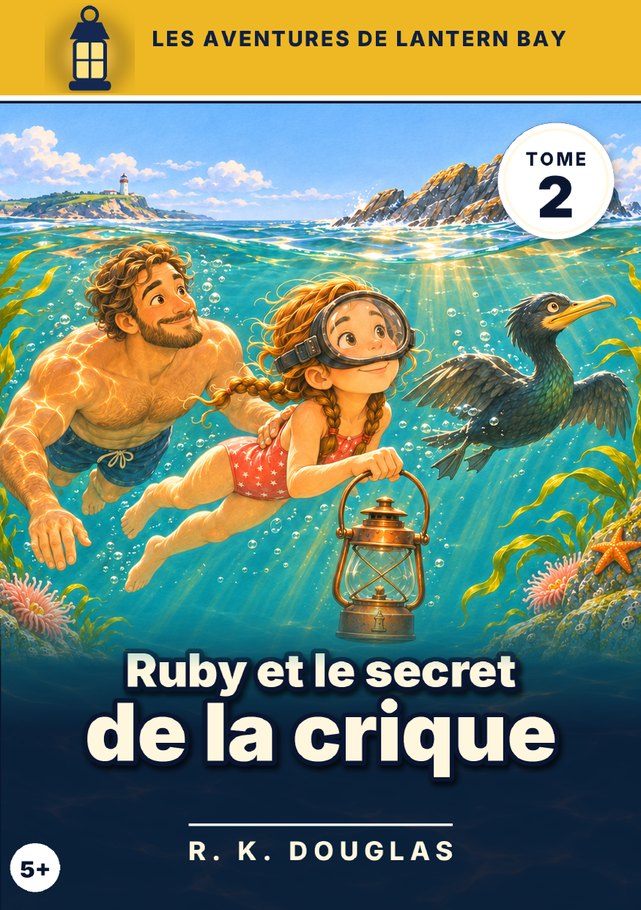 LES AVENTURES DE LANTERN BAY
TOME
2
Ruby et le secret
de la crique
R. K. DOUGLAS
5+